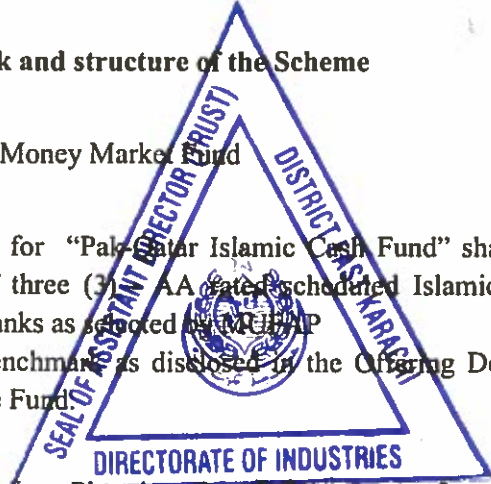 k and structure of the Scheme
Money Market Fund
for "Pak-Qatar Islamic Cash Fund" sha
f three (3) AA rated scheduled Islamic
anks as selected by MUFAP
enchmark as disclosed in the Offering De
e Fund.
SEAL OF ASSISTANT DIRECTOR (TRUST)
DISTRICT EAST KARACHI
DIRECTORATE OF INDUSTRIES